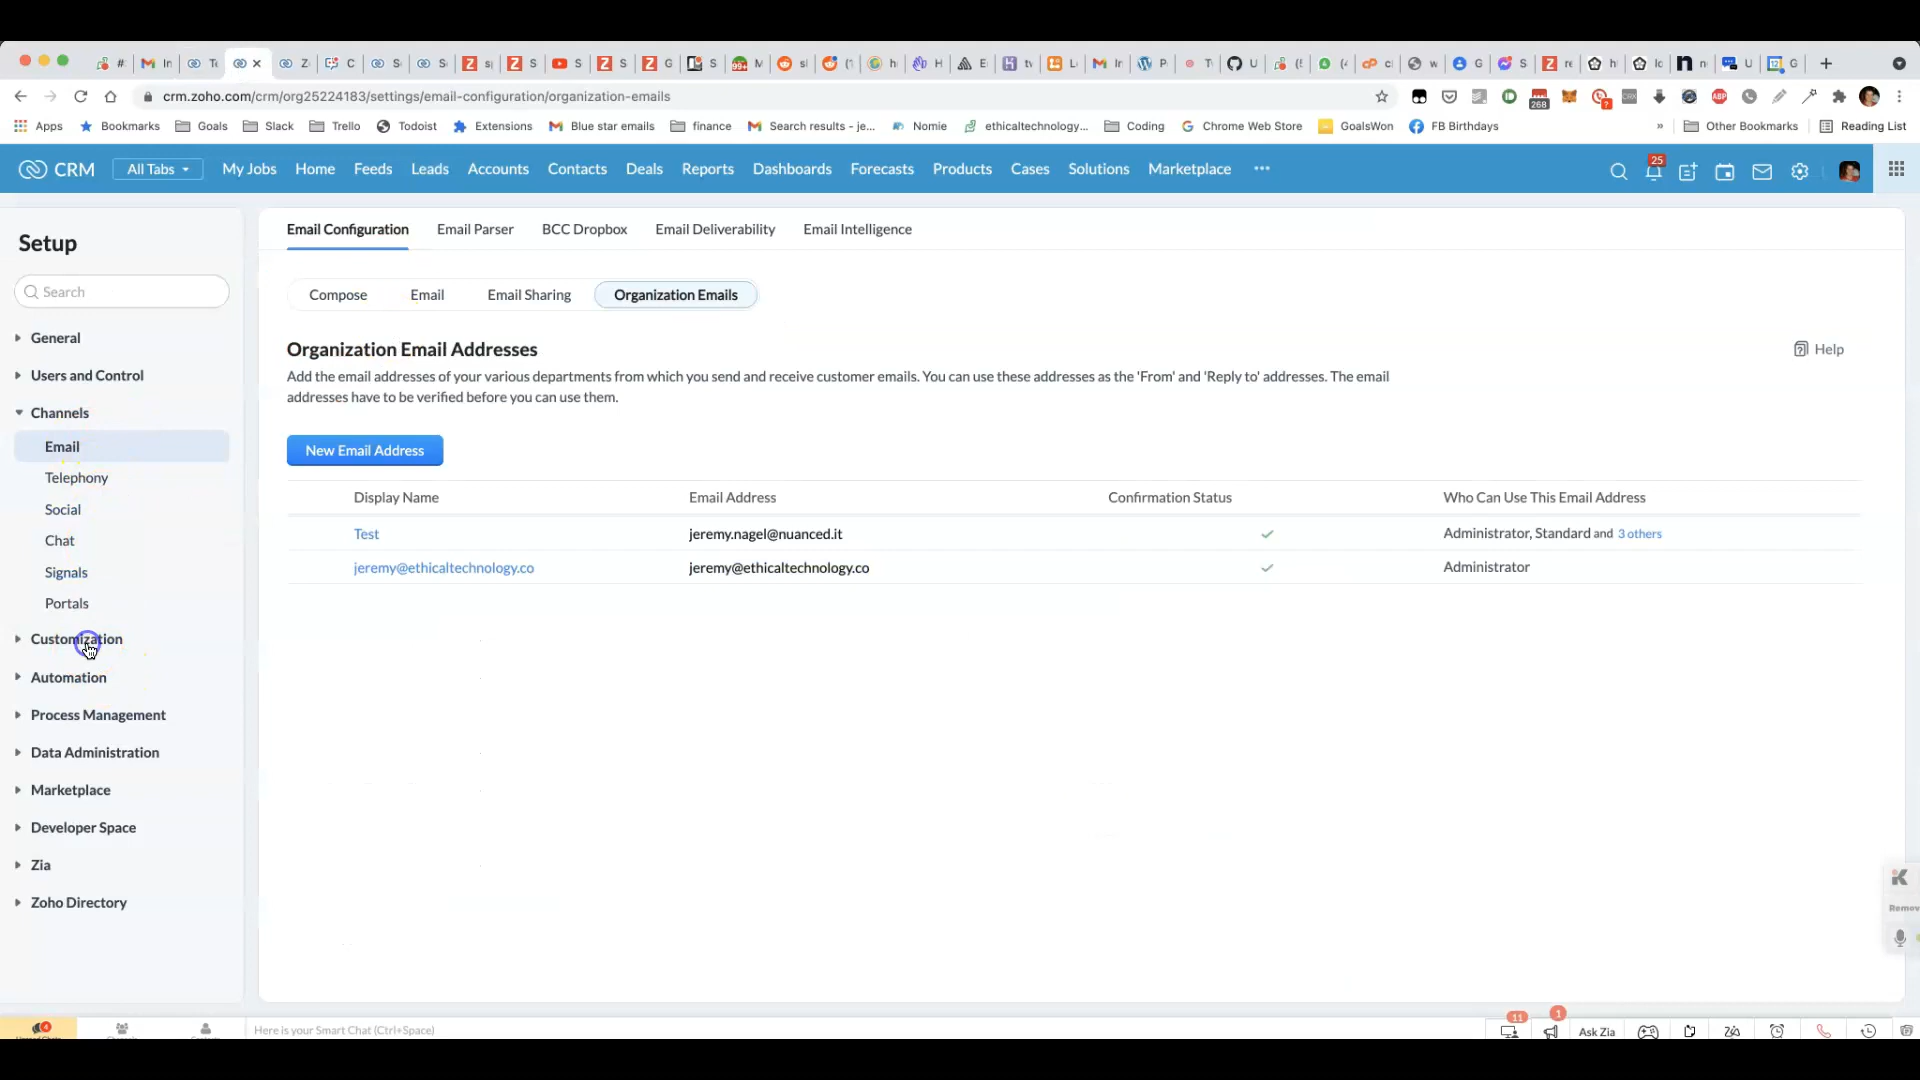 crm.zoho.com/crm/org25224183/settings/email-configuration/organization-emails
268
Apps Bookmarks Goals Slack Trello Todoist Extensions Blue star emails finance Search results - je... Nomie ethicaltechnology... Coding Chrome Web Store GoalsWon FB Birthdays » Other Bookmarks Reading List
CRM All Tabs My Jobs Home Feeds Leads Accounts Contacts Deals Reports Dashboards Forecasts Products Cases Solutions Marketplace ... 25
Setup
Search
General
Users and Control
Channels
Email
Telephony
Social
Chat
Signals
Portals
Customization
Automation
Process Management
Data Administration
Marketplace
Developer Space
Zia
Zoho Directory
Email Configuration Email Parser BCC Dropbox Email Deliverability Email Intelligence
Compose Email Email Sharing Organization Emails
Organization Email Addresses
Help
Add the email addresses of your various departments from which you send and receive customer emails. You can use these addresses as the 'From' and 'Reply to' addresses. The email
addresses have to be verified before you can use them.
New Email Address
Display Name Email Address Confirmation Status Who Can Use This Email Address
Test jeremy.nagel@nuanced.it Administrator, Standard and 3 others
jeremy@ethicaltechnology.co jeremy@ethicaltechnology.co Administrator
Remov
4 Here is your Smart Chat (Ctrl+Space) 11 1 Ask Zia